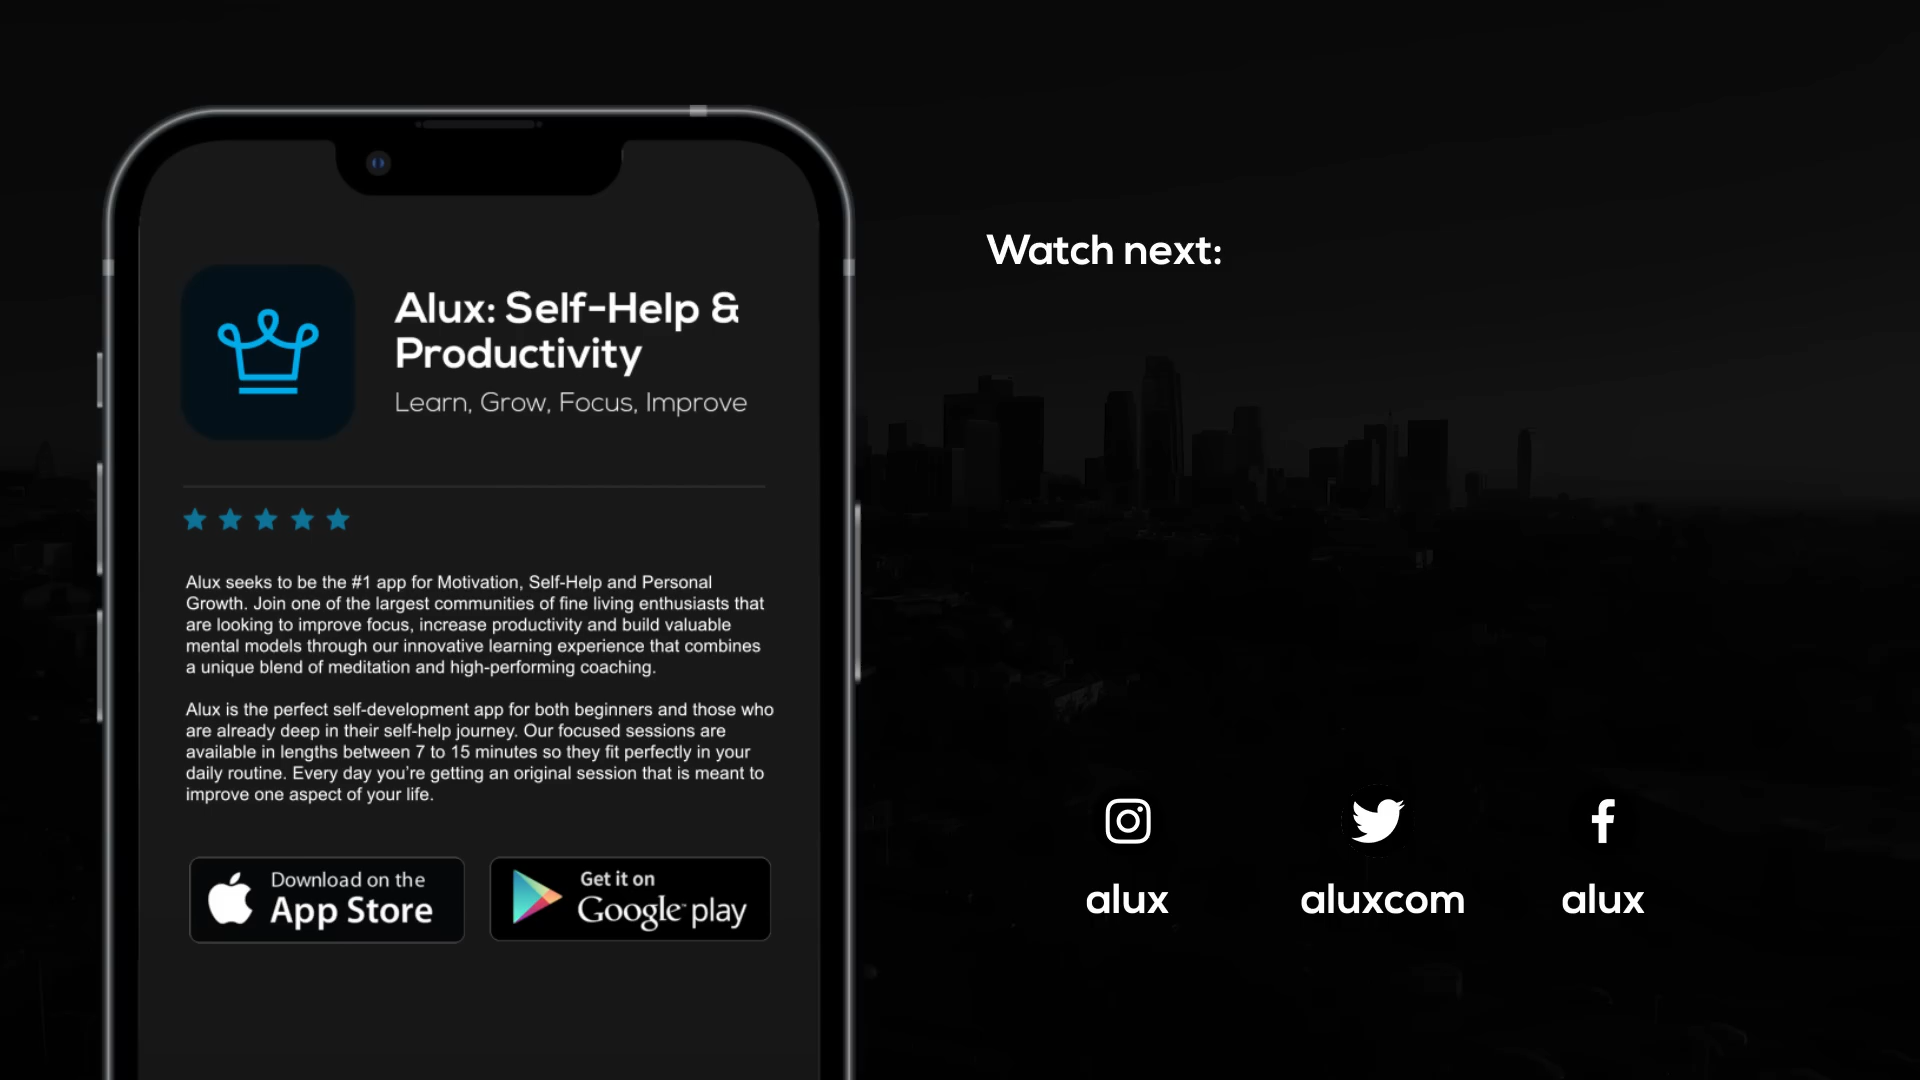 Alux: Self-Help &
Productivity
Learn, Grow, Focus, Improve
Alux seeks to be the #1 app for Motivation, Self-Help and Personal
Growth. Join one of the largest communities of fine living enthusiasts that
are looking to improve focus, increase productivity and build valuable
mental models through our innovative learning experience that combines
a unique blend of meditation and high-performing coaching.
Alux is the perfect self-development app for both beginners and those who
are already deep in their self-help journey. Our focused sessions are
available in lengths between 7 to 15 minutes so they fit perfectly in your
daily routine. Every day you’re getting an original session that is meant to
improve one aspect of your life.
Download on the
App Store
Get it on
Google play
Watch next:
alux
aluxcom
alux